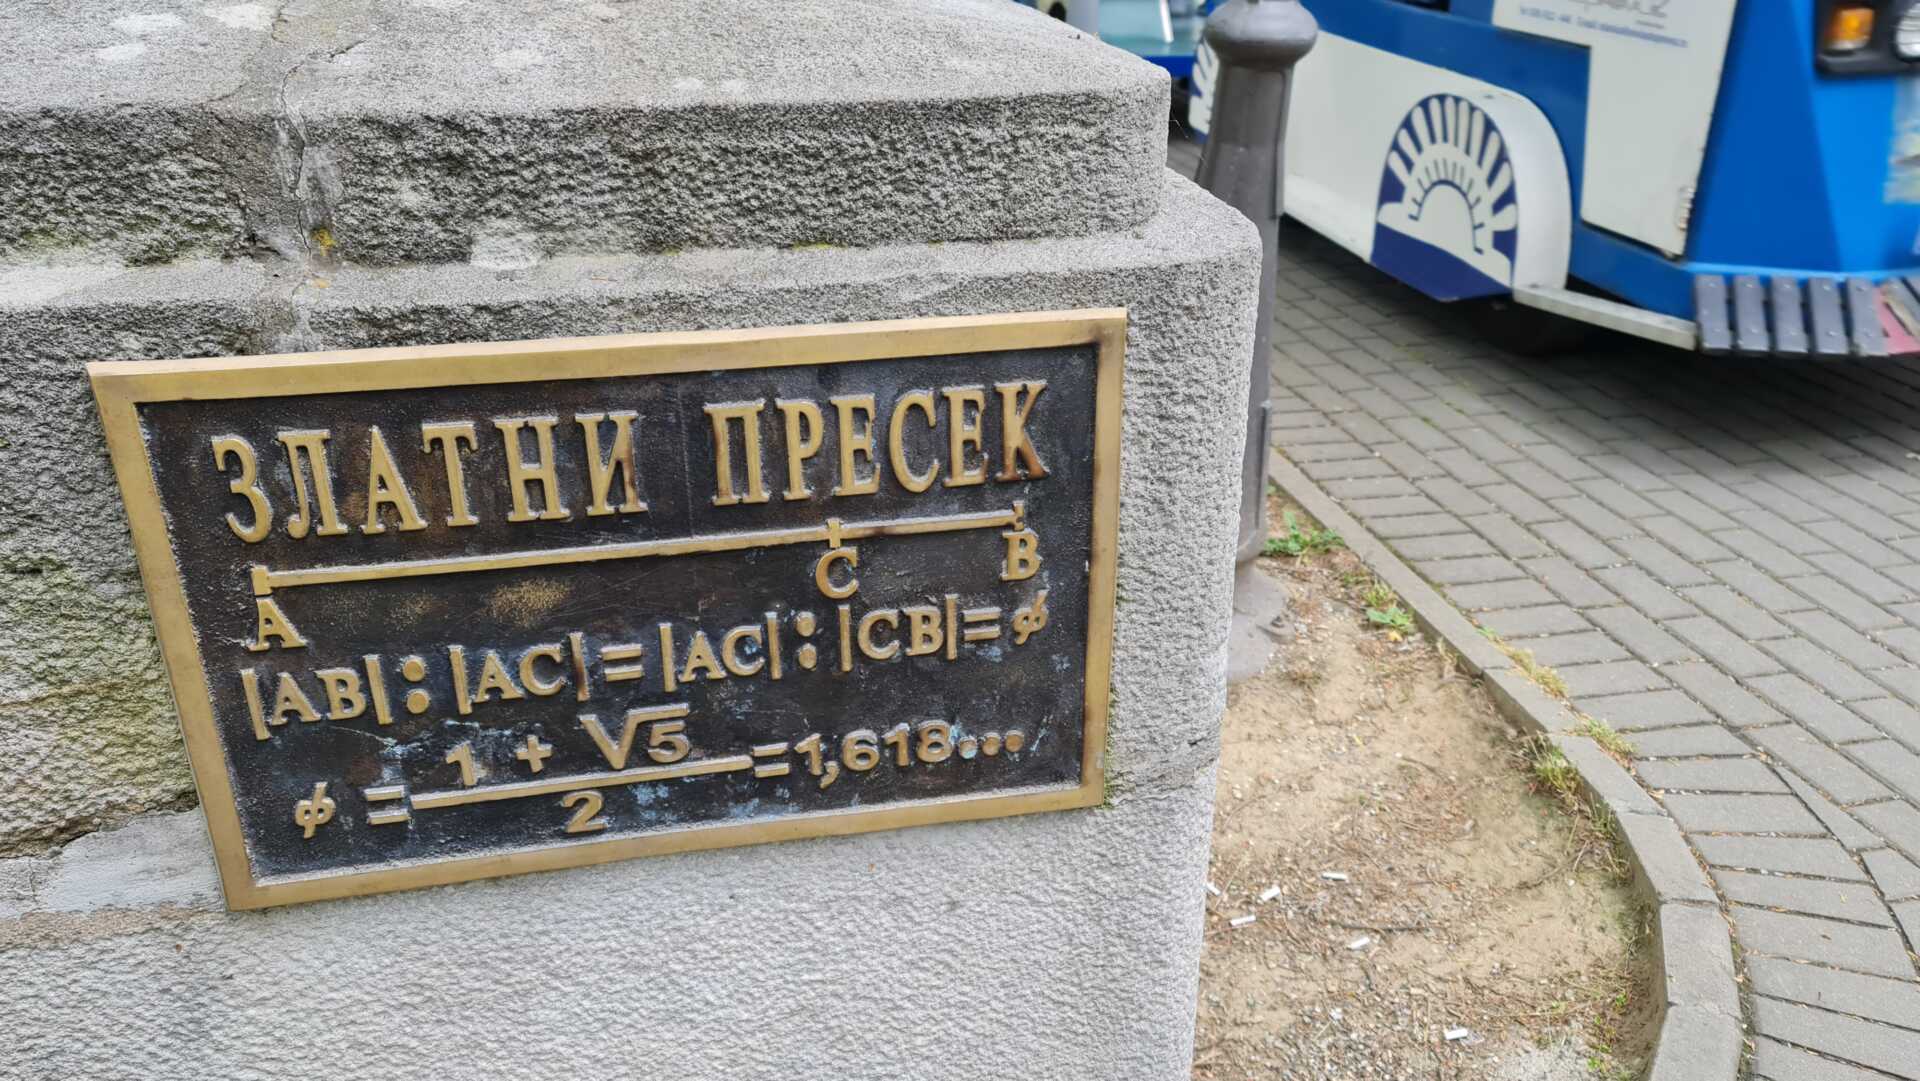 ЗЛАТНИ ПРЕСЕК
A C B
|AB|:|AC|=|AC|:|CB|=ϕ
ϕ = 1 + √5 / 2 = 1,618...